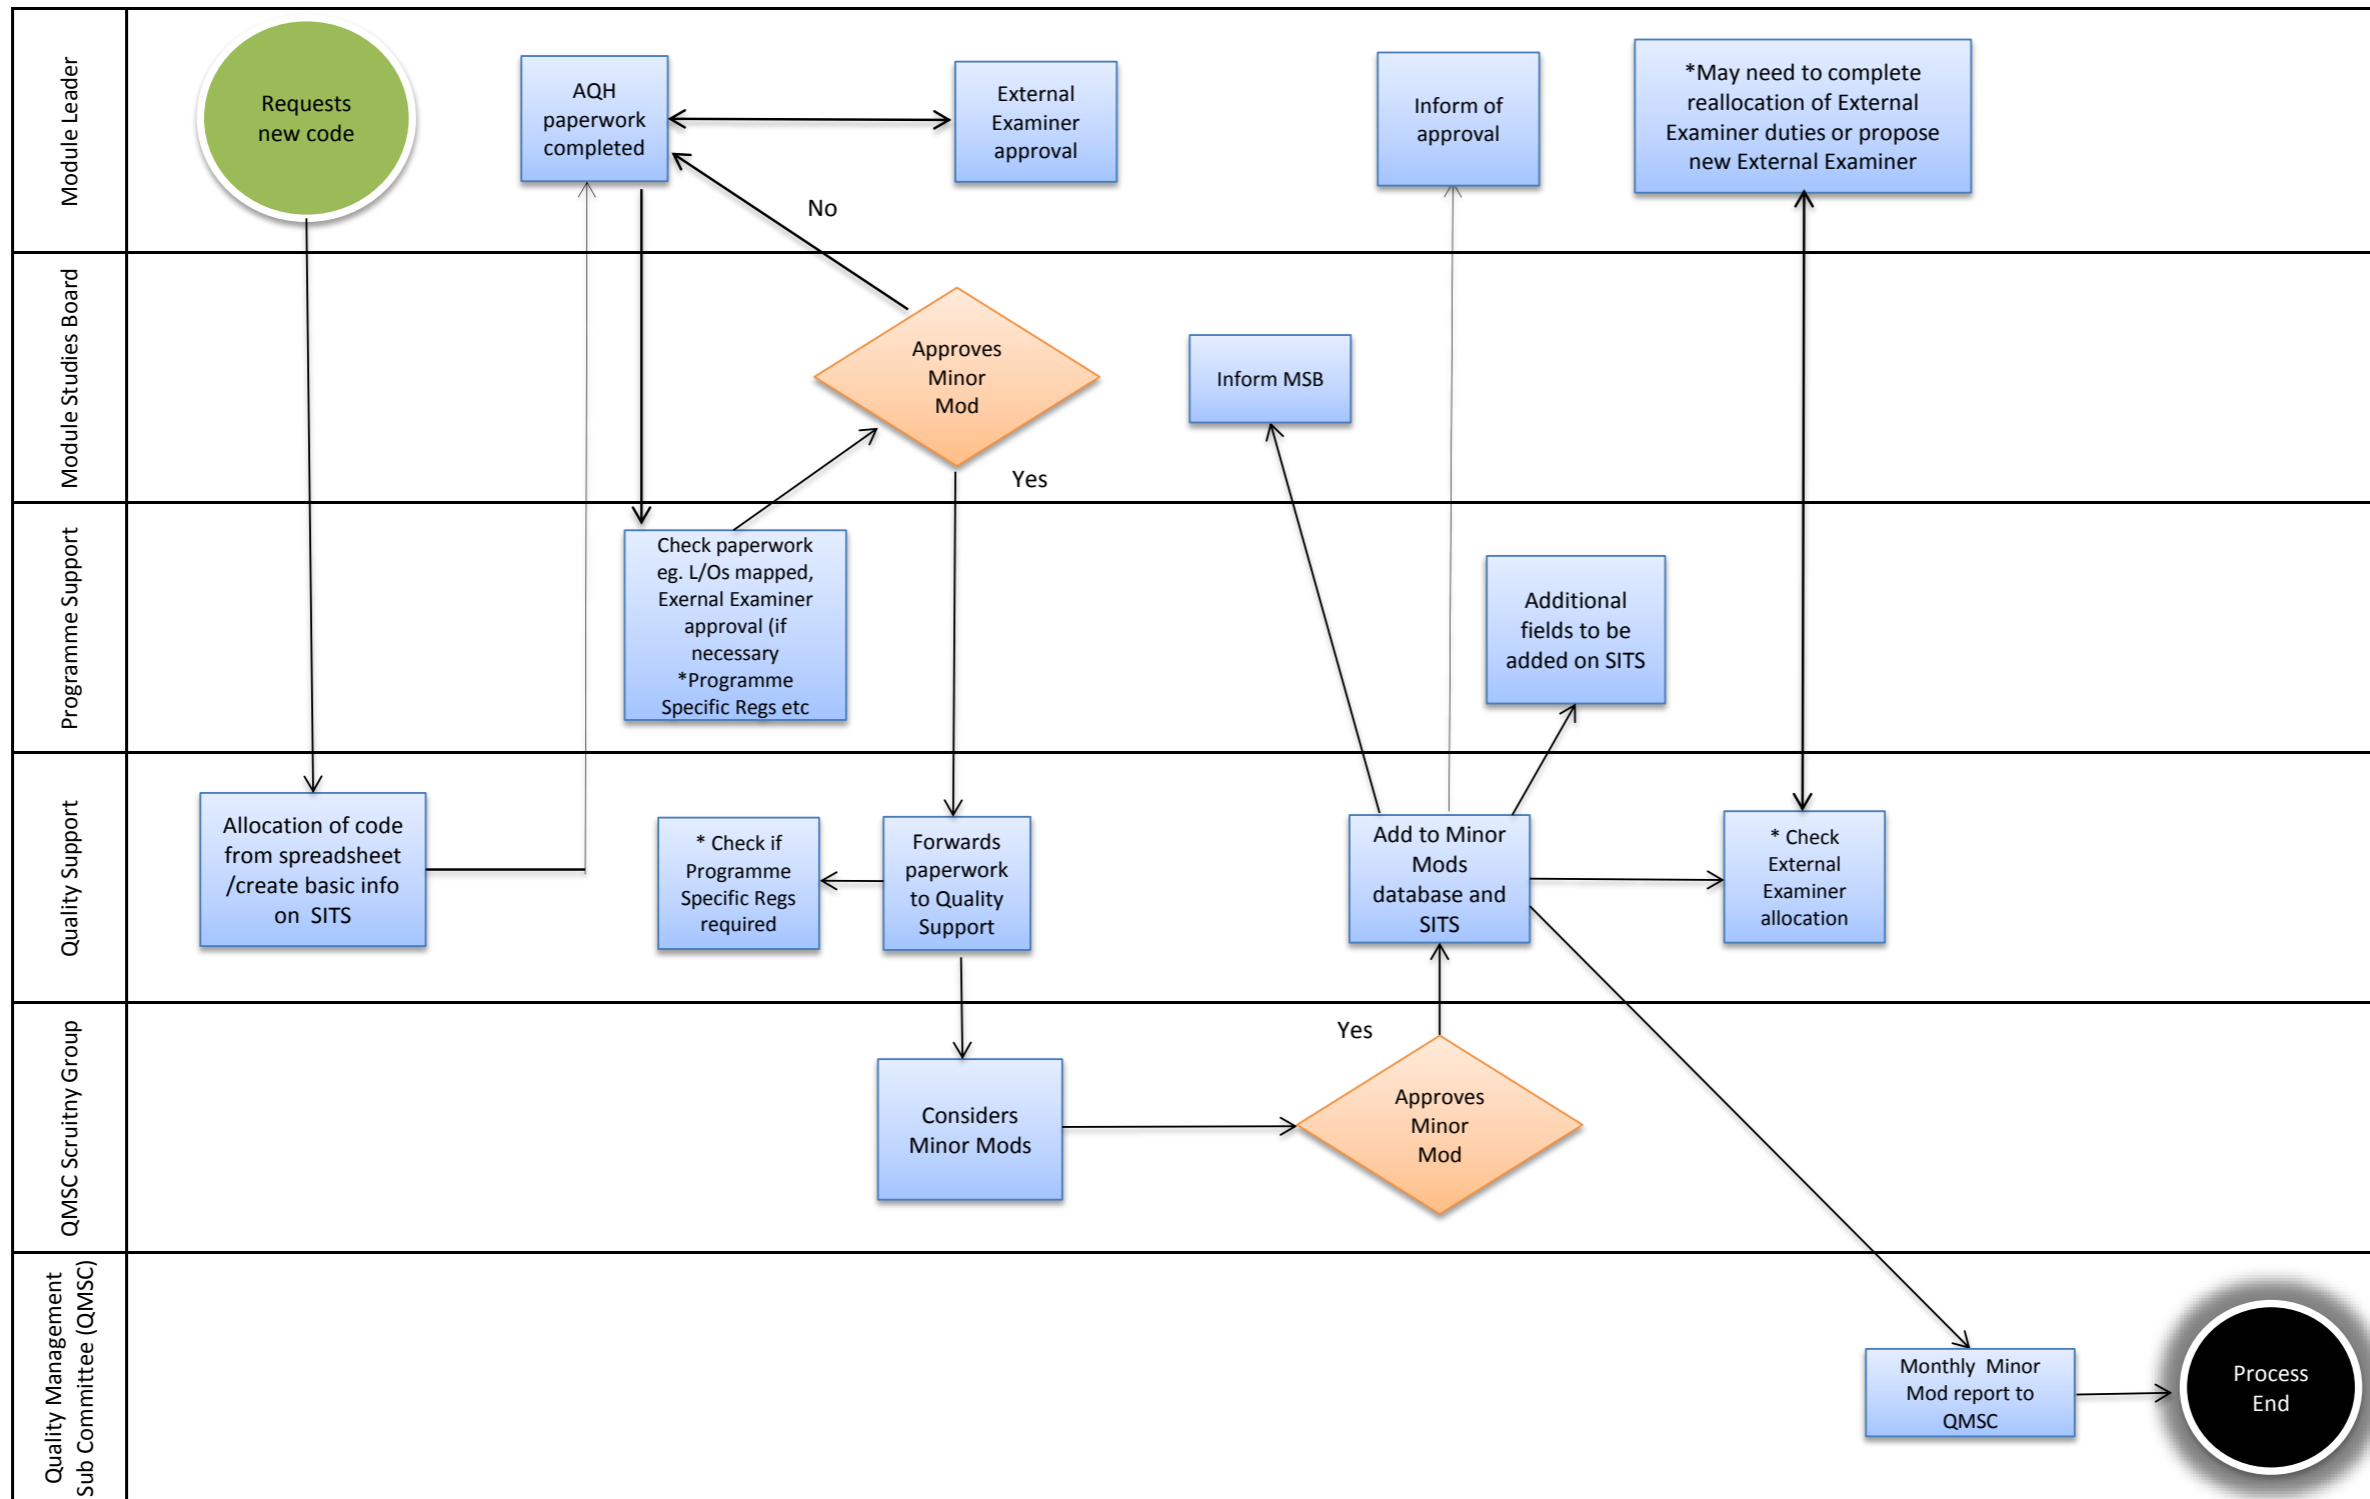 Module Leader
Requests
new code
AQH
paperwork
completed
External
Examiner
approval
Inform of
approval
*May need to complete
reallocation of External
Examiner duties or propose
new External Examiner
No
Module Studies Board
Approves
Minor
Mod
Inform MSB
Yes
Programme Support
Check paperwork
eg. L/Os mapped,
Exernal Examiner
approval (if
necessary
*Programme
Specific Regs etc
Additional
fields to be
added on SITS
Quality Support
Allocation of code
from spreadsheet
/create basic info
on SITS
* Check if
Programme
Specific Regs
required
Forwards
paperwork
to Quality
Support
Add to Minor
Mods
database and
SITS
* Check
External
Examiner
allocation
QMSC Scruitny Group
Considers
Minor Mods
Yes
Approves
Minor
Mod
Quality Management
Sub Committee (QMSC)
Monthly Minor
Mod report to
QMSC
Process
End